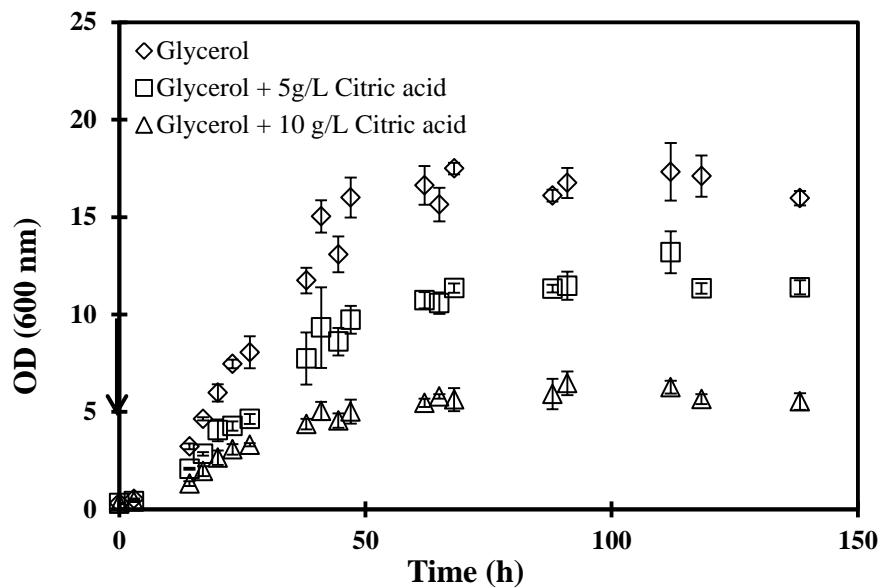 25
20
15
10
5
0
OD (600 nm)
Glycerol
Glycerol + 5g/L Citric acid
Glycerol + 10 g/L Citric acid
0
50
100
150
Time (h)